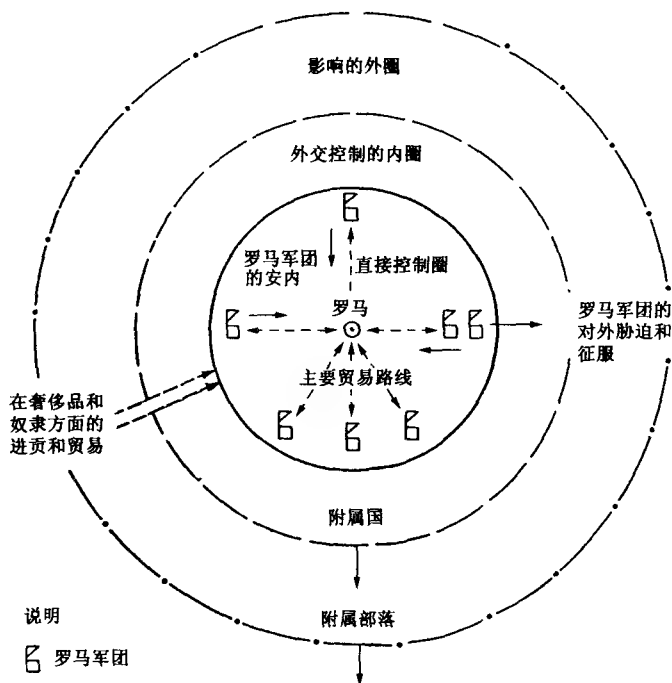 影响的外圈
外交控制的内圈
罗马军团
的安内
直接控制圈
罗马
罗马军团的
对外胁迫和
征服
主要贸易路线
在奢侈品和
奴隶方面的
进贡和贸易
附属国
附属部落
说明
罗马军团